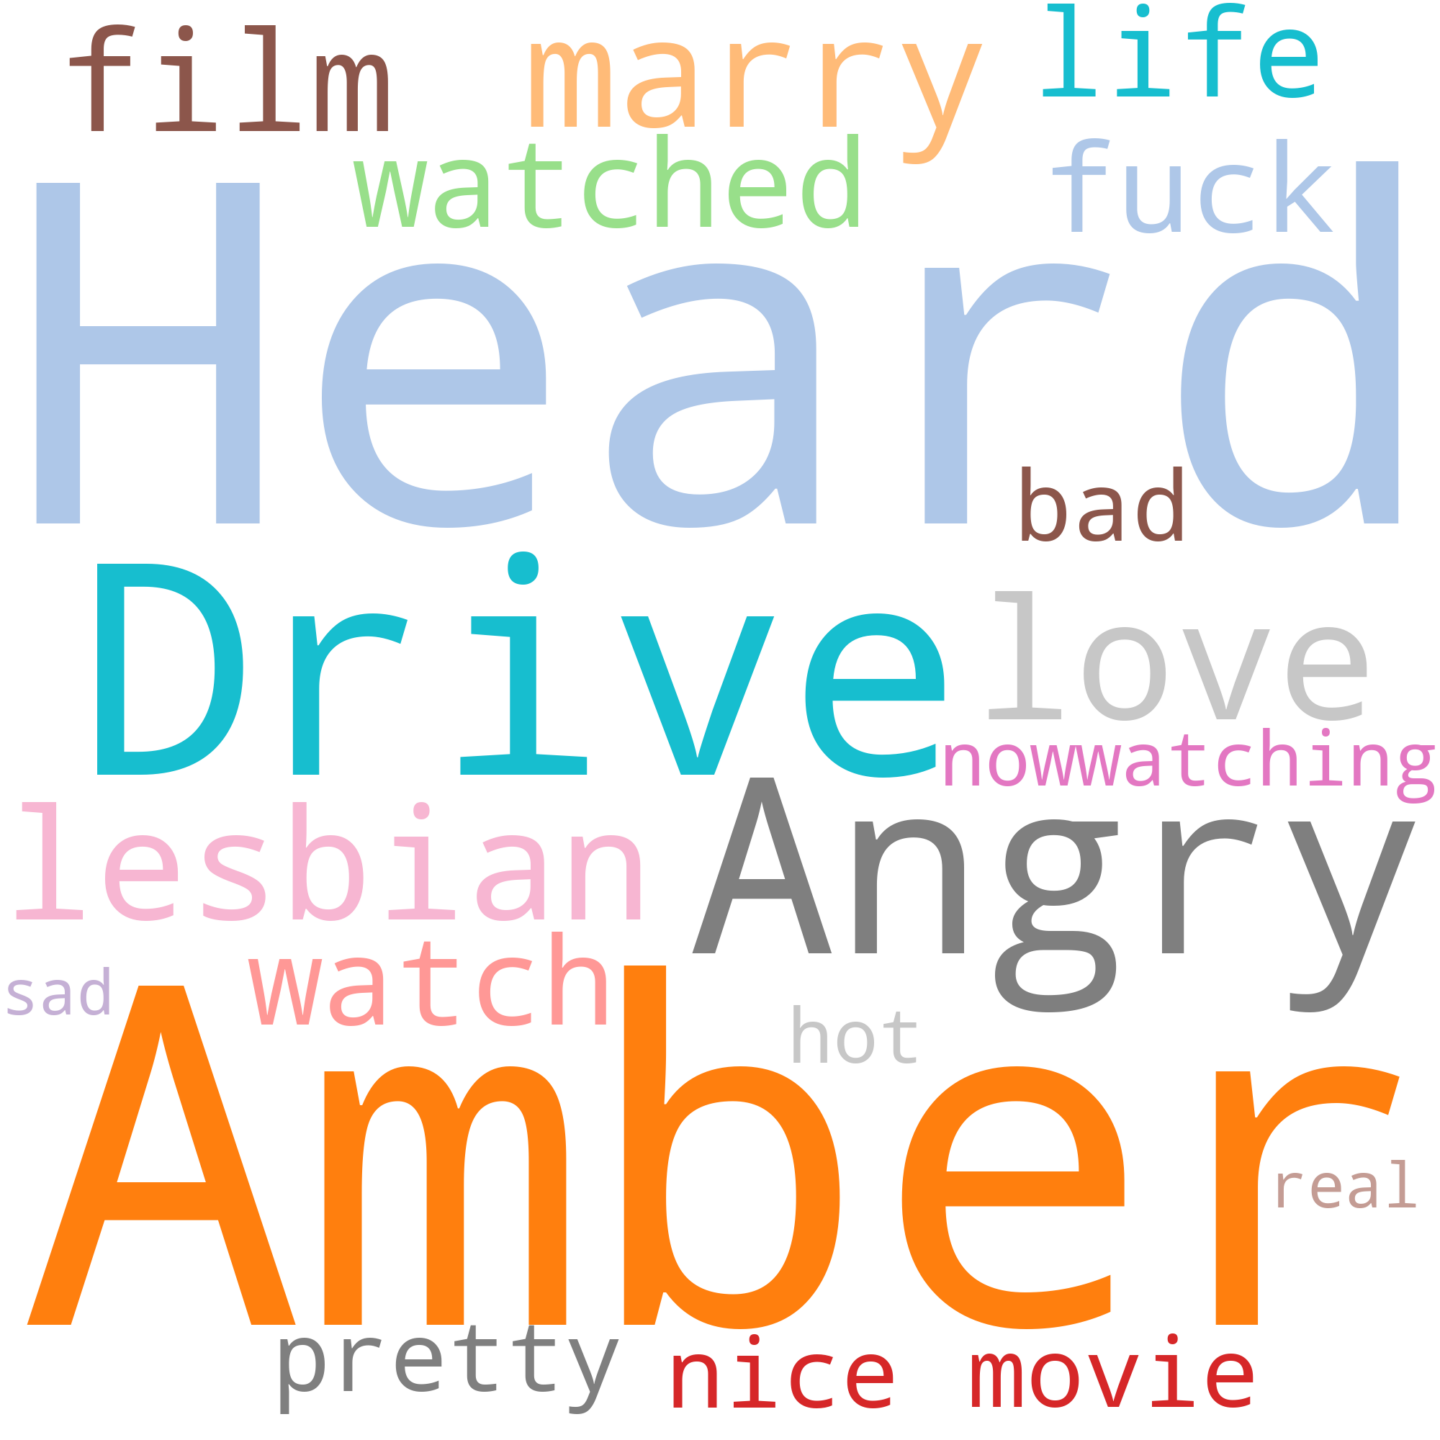 film marry life
watched fuck
Heard
bad
Drive love
nowwatching
lesbian Angry
watch
sad hot
Amber
real
pretty nice movie